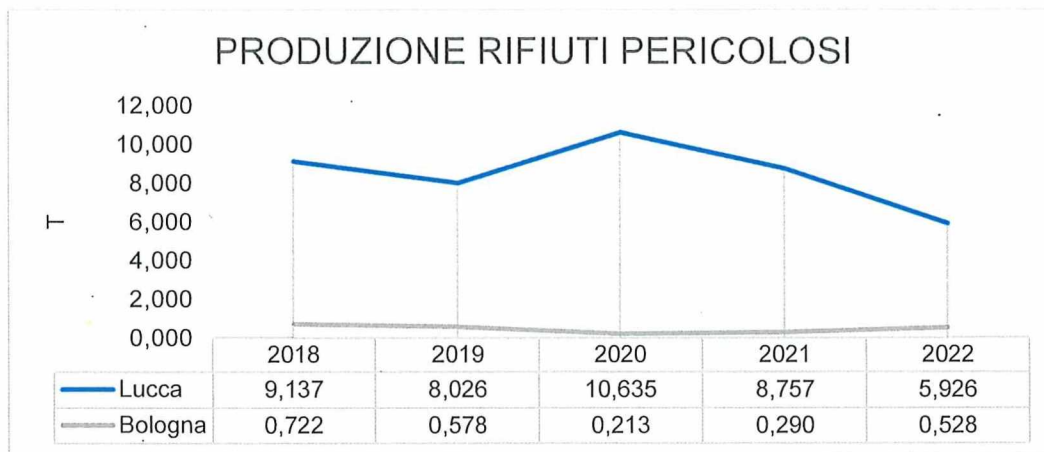 PRODUZIONE RIFIUTI PERICOLOSI
12,000
10,000
8,000
6,000
4,000
2,000
0,000
T
2018 2019 2020 2021 2022
Lucca 9,137 8,026 10,635 8,757 5,926
Bologna 0,722 0,578 0,213 0,290 0,528